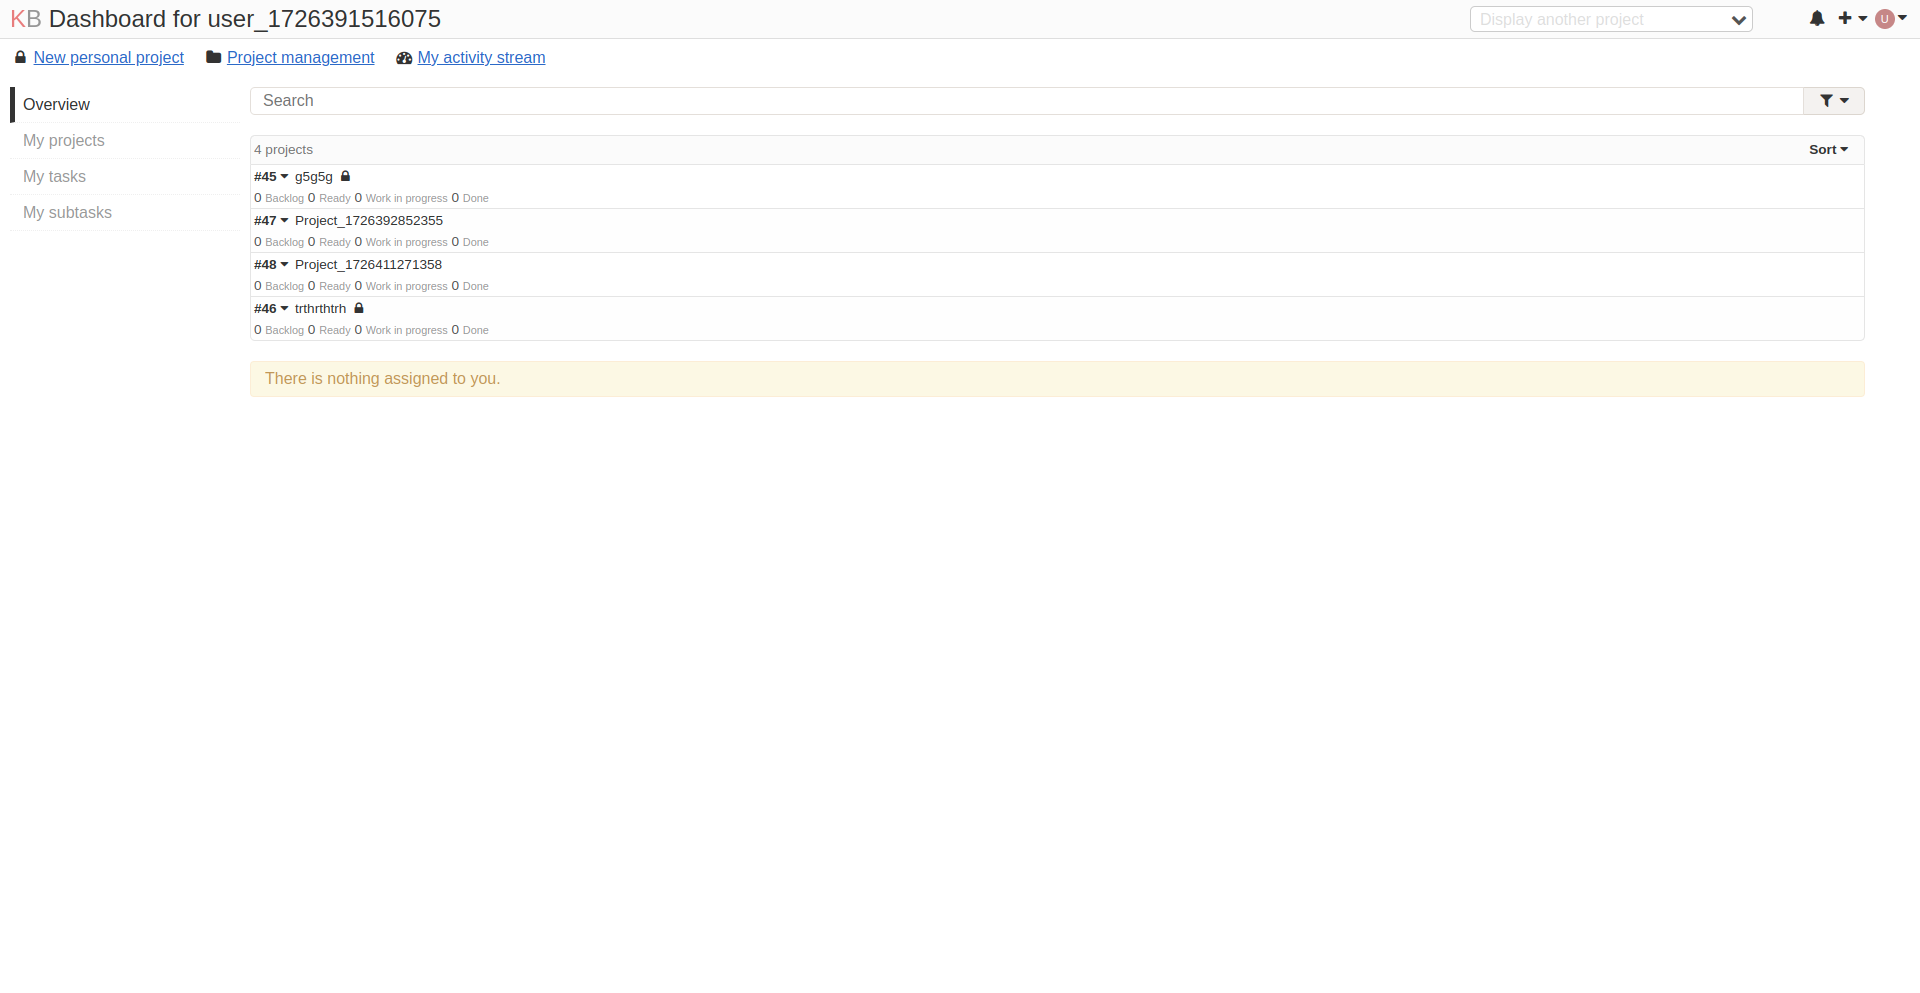 KB Dashboard for user_1726391516075
Display another project
U
New personal project
Project management
My activity stream
Overview
My projects
My tasks
My subtasks
Search
4 projects
Sort
#45 g5g5g
0 Backlog 0 Ready 0 Work in progress 0 Done
#47 Project_1726392852355
0 Backlog 0 Ready 0 Work in progress 0 Done
#48 Project_1726411271358
0 Backlog 0 Ready 0 Work in progress 0 Done
#46 trthrthtrh
0 Backlog 0 Ready 0 Work in progress 0 Done
There is nothing assigned to you.